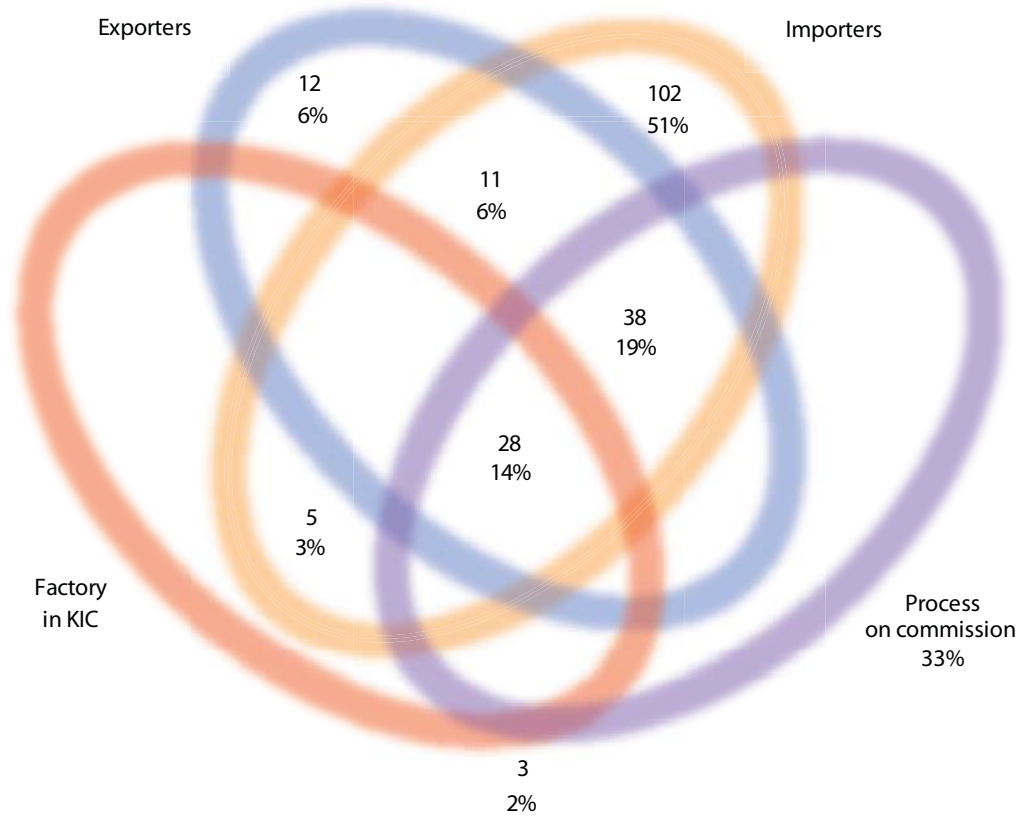 Exporters
Importers
12
6%
102
51%
11
6%
38
19%
28
14%
5
3%
Factory
in KIC
Process
on commission
33%
3
2%